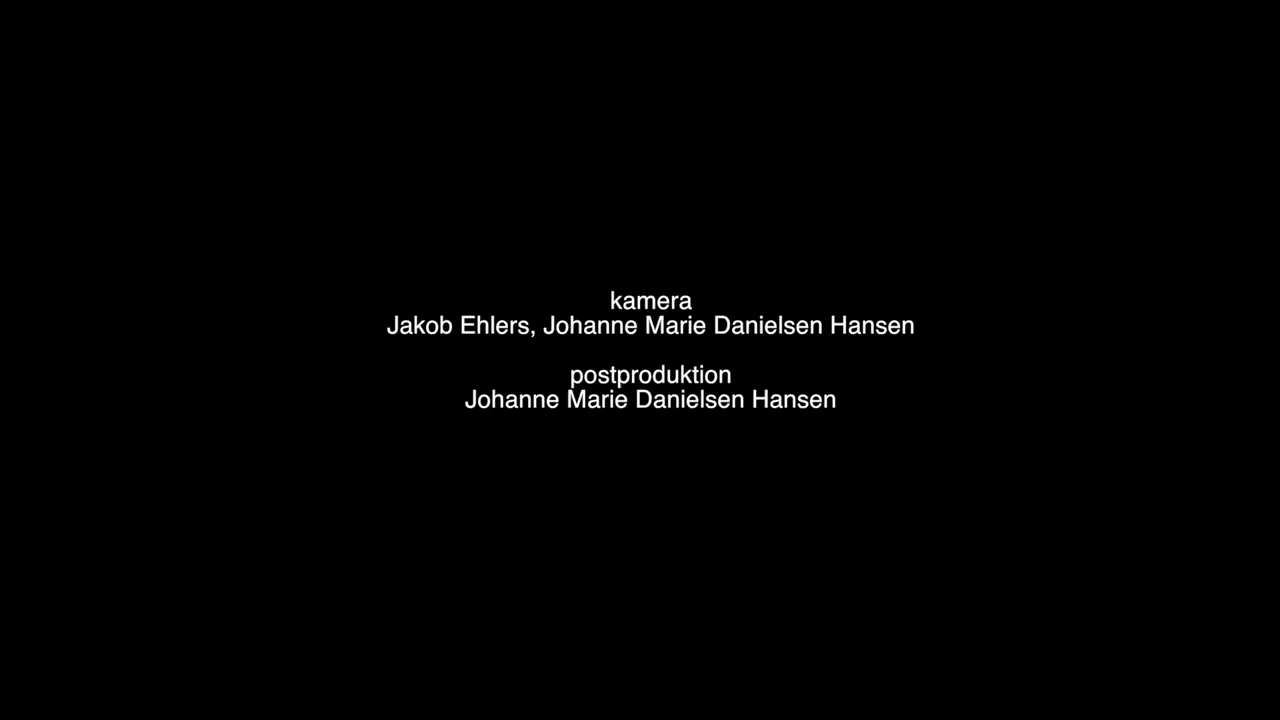 kamera
Jakob Ehlers, Johanne Marie Danielsen Hansen
postproduktion
Johanne Marie Danielsen Hansen